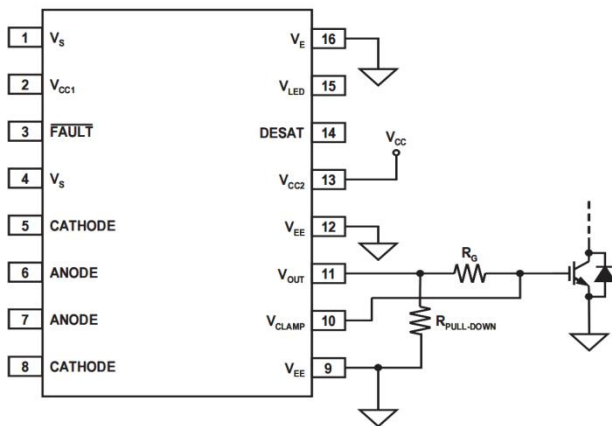 1 V_S V_E 16
2 V_CC1 V_LED 15
3 F̅A̅U̅L̅T̅ DESAT 14
V_CC
4 V_S V_CC2 13
5 CATHODE V_EE 12
6 ANODE V_OUT 11
R_G
7 ANODE V_CLAMP 10
R_PULL-DOWN
8 CATHODE V_EE 9